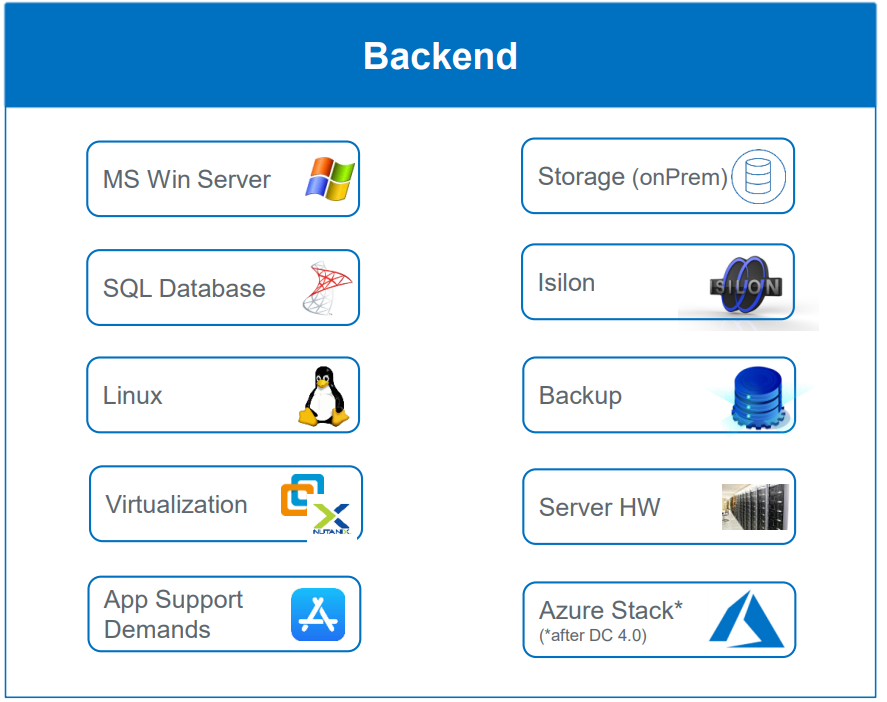 Backend
MS Win Server
SQL Database
Linux
Virtualization
NUTANIX
App Support
Demands
Storage (onPrem)
Isilon
ISILON
Backup
Server HW
Azure Stack*
(*after DC 4.0)